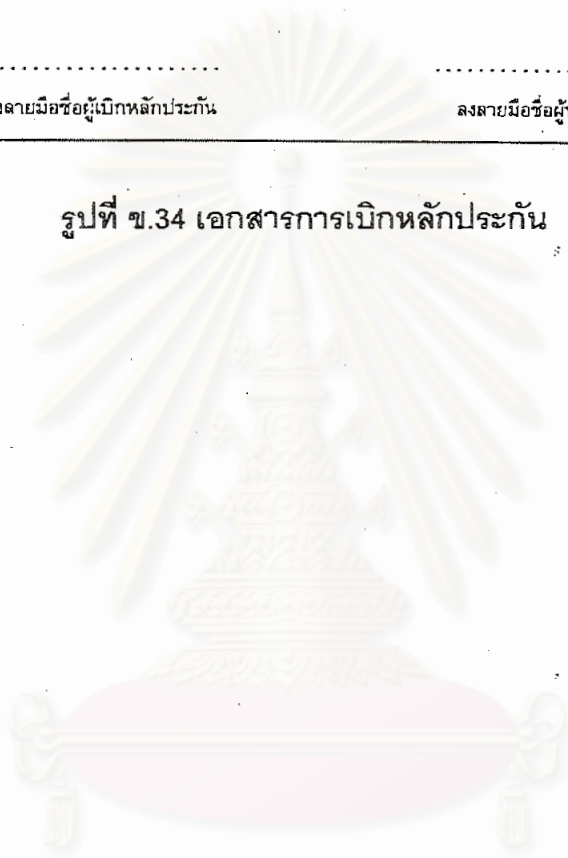 ..................... ............
ลงลายมือชื่อผู้เบิกหลักประกัน ลงลายมือชื่อผู้
รูปที่ ข.34 เอกสารการเบิกหลักประกัน